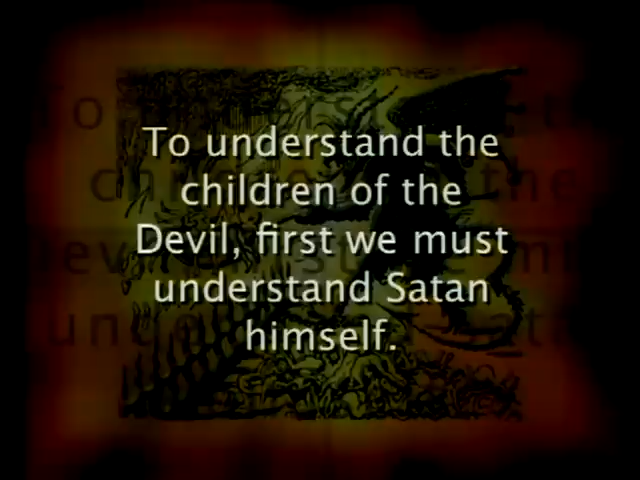 To understand the
children of the
Devil, first we must
understand Satan
himself.